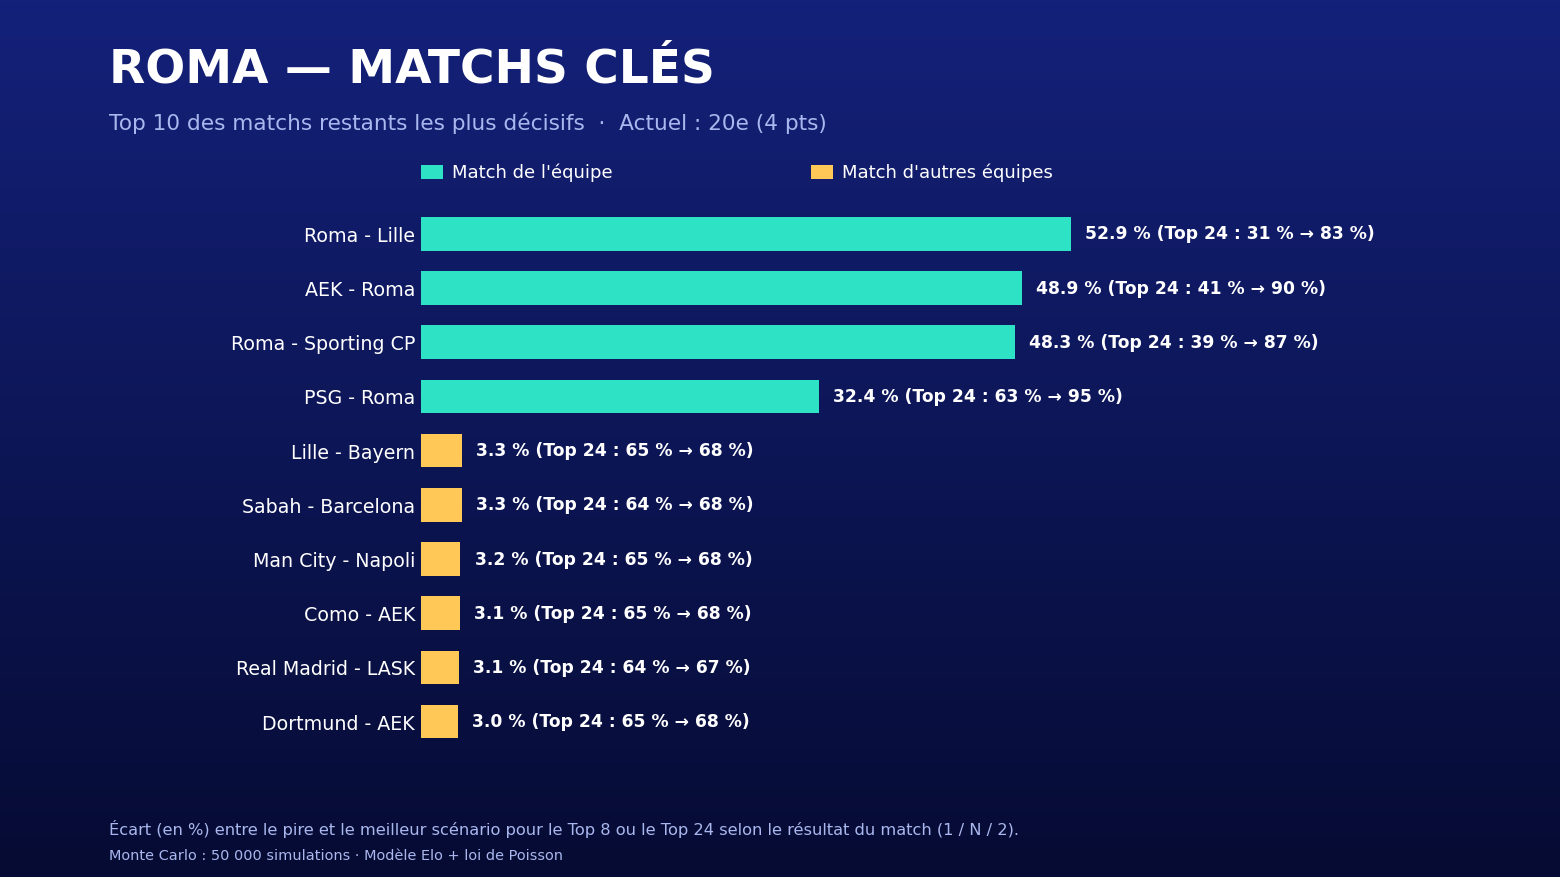 ROMA — MATCHS CLÉS
Top 10 des matchs restants les plus décisifs · Actuel : 20e (4 pts)
Match de l'équipe
Match d'autres équipes
Roma - Lille 52.9 % (Top 24 : 31 % → 83 %)
AEK - Roma 48.9 % (Top 24 : 41 % → 90 %)
Roma - Sporting CP 48.3 % (Top 24 : 39 % → 87 %)
PSG - Roma 32.4 % (Top 24 : 63 % → 95 %)
Lille - Bayern 3.3 % (Top 24 : 65 % → 68 %)
Sabah - Barcelona 3.3 % (Top 24 : 64 % → 68 %)
Man City - Napoli 3.2 % (Top 24 : 65 % → 68 %)
Como - AEK 3.1 % (Top 24 : 65 % → 68 %)
Real Madrid - LASK 3.1 % (Top 24 : 64 % → 67 %)
Dortmund - AEK 3.0 % (Top 24 : 65 % → 68 %)
Écart (en %) entre le pire et le meilleur scénario pour le Top 8 ou le Top 24 selon le résultat du match (1 / N / 2).
Monte Carlo : 50 000 simulations · Modèle Elo + loi de Poisson